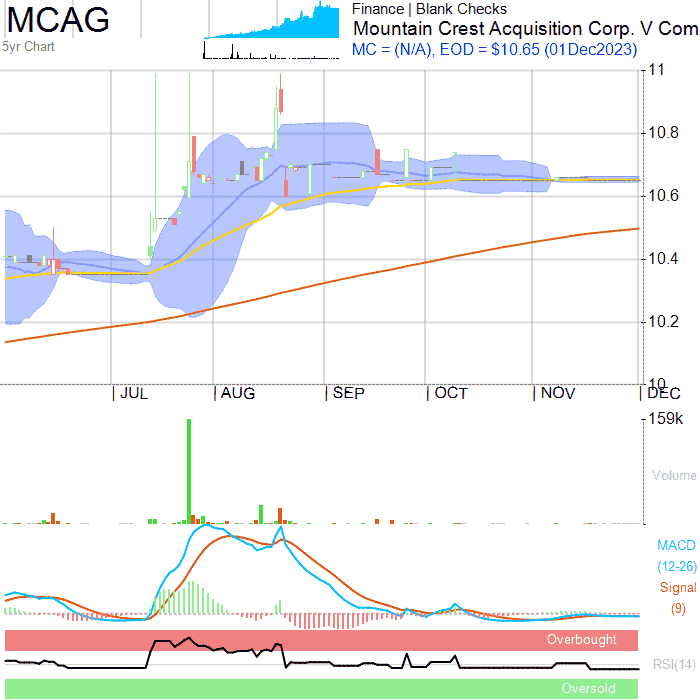 MCAG
5yr Chart
Finance | Blank Checks
Mountain Crest Acquisition Corp. V Com
MC = (N/A), EOD = $10.65 (01Dec2023)
11
10.8
10.6
10.4
10.2
10
JUL AUG SEP OCT NOV DEC
159k
Volume
MACD
(12-26)
Signal
(9)
Overbought
RSI(14)
Oversold